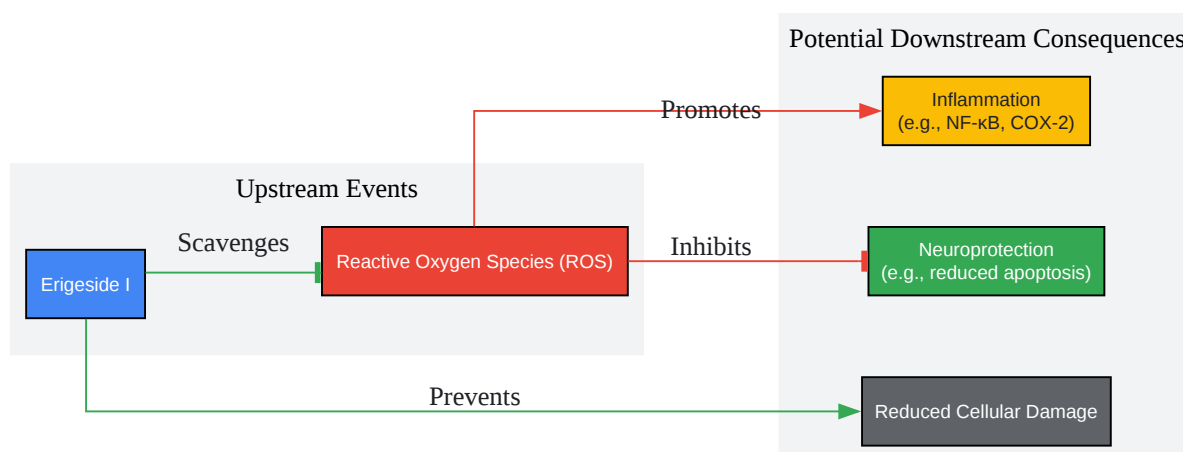 Potential Downstream Consequences
Inflammation
(e.g., NF-κB, COX-2)
Promotes
Upstream Events
Scavenges
Reactive Oxygen Species (ROS)
Inhibits
Neuroprotection
(e.g., reduced apoptosis)
Erigeside I
Prevents
Reduced Cellular Damage